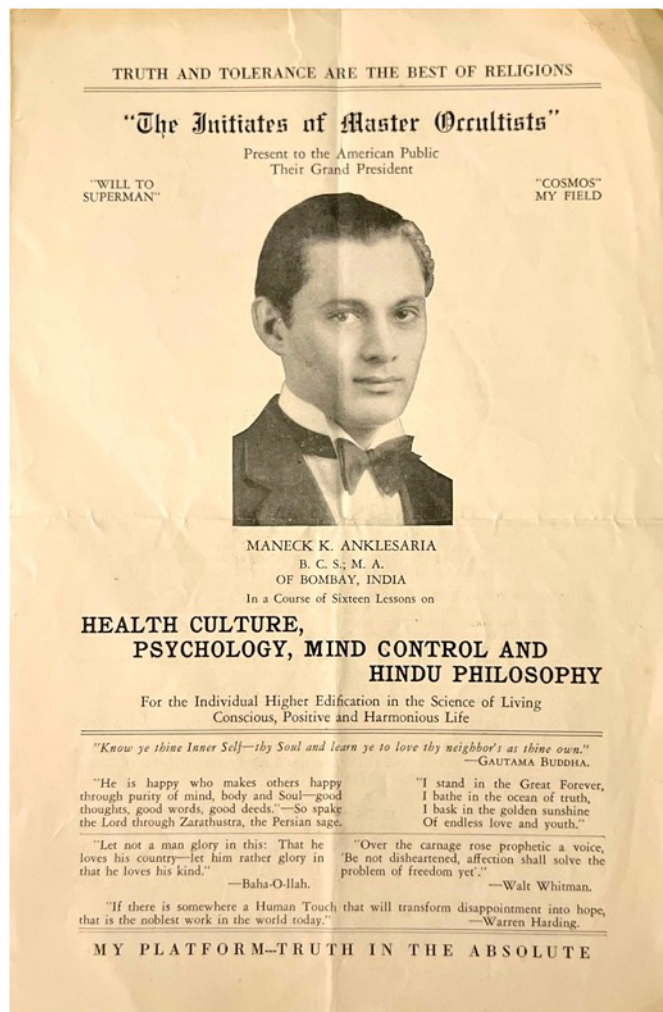 TRUTH AND TOLERANCE ARE THE BEST OF RELIGIONS
"The Initiates of Master Occultists"
Present to the American Public
Their Grand President
"WILL TO
SUPERMAN"
"COSMOS"
MY FIELD
MANECK K. ANKLESARIA
B. C. S.; M. A.
OF BOMBAY, INDIA
In a Course of Sixteen Lessons on
HEALTH CULTURE,
PSYCHOLOGY, MIND CONTROL AND
HINDU PHILOSOPHY
For the Individual Higher Edification in the Science of Living
Conscious, Positive and Harmonious Life
"Know ye thine Inner Self—thy Soul and learn ye to love thy neighbor's as thine own."
—GAUTAMA BUDDHA.
"He is happy who makes others happy
through purity of mind, body and Soul—good
thoughts, good words, good deeds."—So spake
the Lord through Zarathustra, the Persian sage.
"I stand in the Great Forever,
I bathe in the ocean of truth,
I bask in the golden sunshine
Of endless love and youth."
"Let not a man glory in this: That he
loves his country—let him rather glory in
that he loves his kind."
—Baha-O-llah.
"Over the carnage rose prophetic a voice,
'Be not disheartened, affection shall solve the
problem of freedom yet'."
—Walt Whitman.
"If there is somewhere a Human Touch that will transform disappointment into hope,
that is the noblest work in the world today."
—Warren Harding.
MY PLATFORM—TRUTH IN THE ABSOLUTE